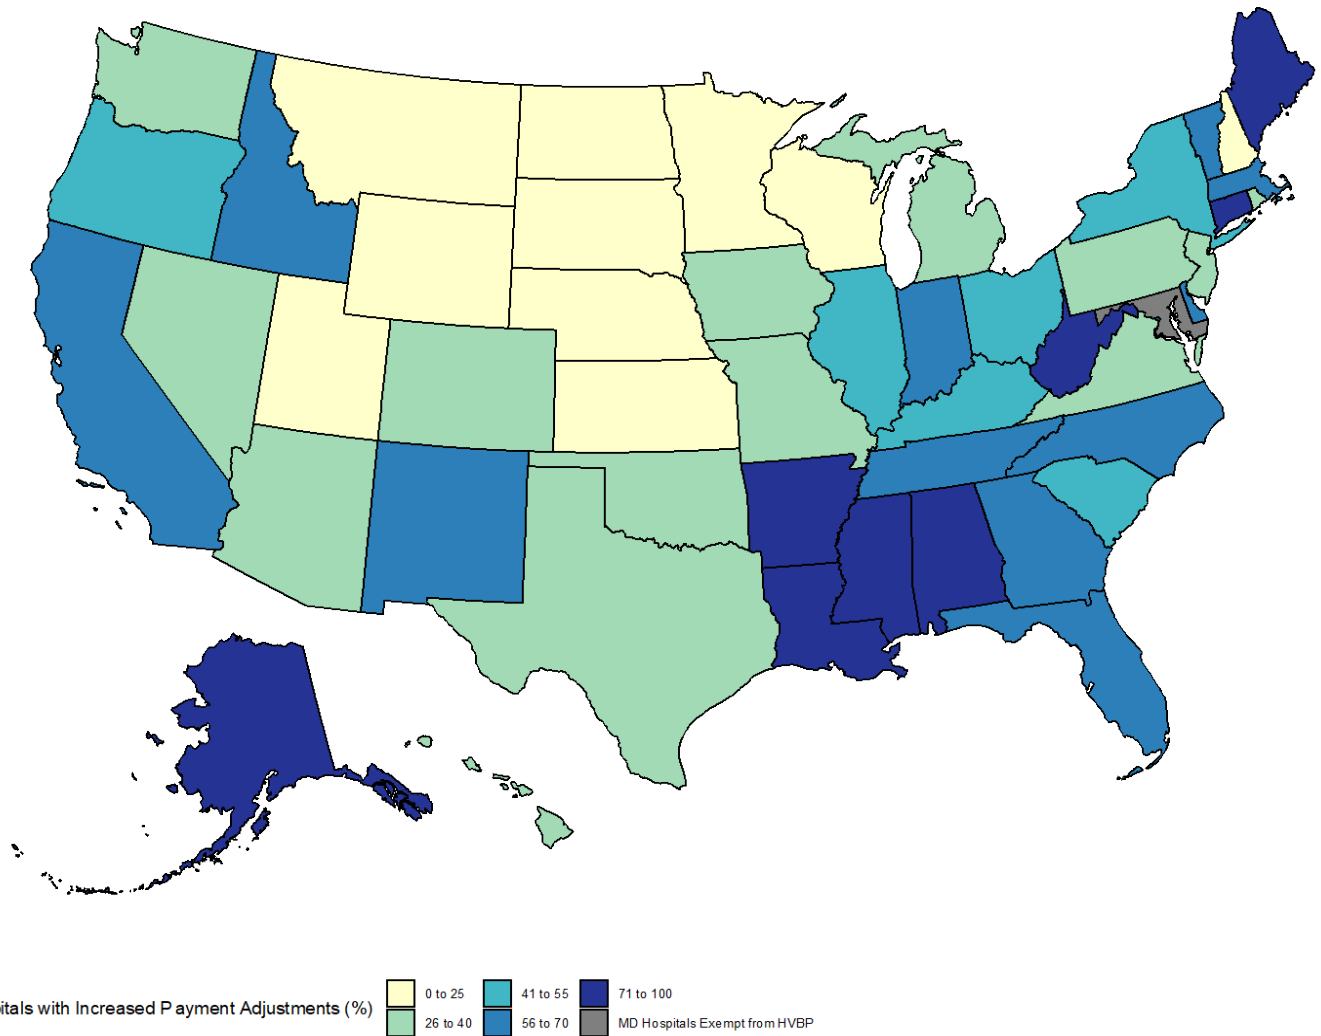 with Increased Payment Adjustments (%)
0 to 25
41 to 55
71 to 100
26 to 40
56 to 70
MD Hospitals Exempt from HVBP